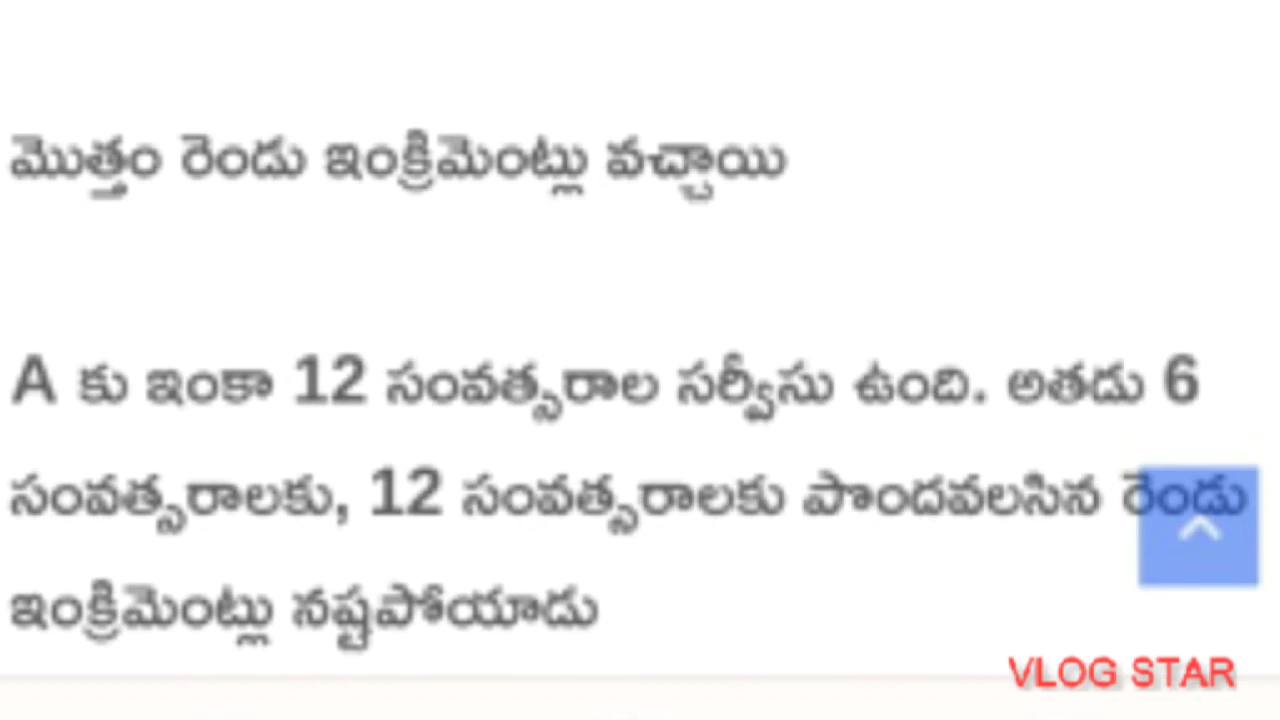 మొత్తం రెండు ఇంక్రిమెంట్లు వచ్చాయి
A కు ఇంకా 12 సంవత్సరాల సర్వీసు ఉంది. అతడు 6
సంవత్సరాలకు, 12 సంవత్సరాలకు పొందవలసిన రెండు
ఇంక్రిమెంట్లు నష్టపోయాడు
VLOG STAR